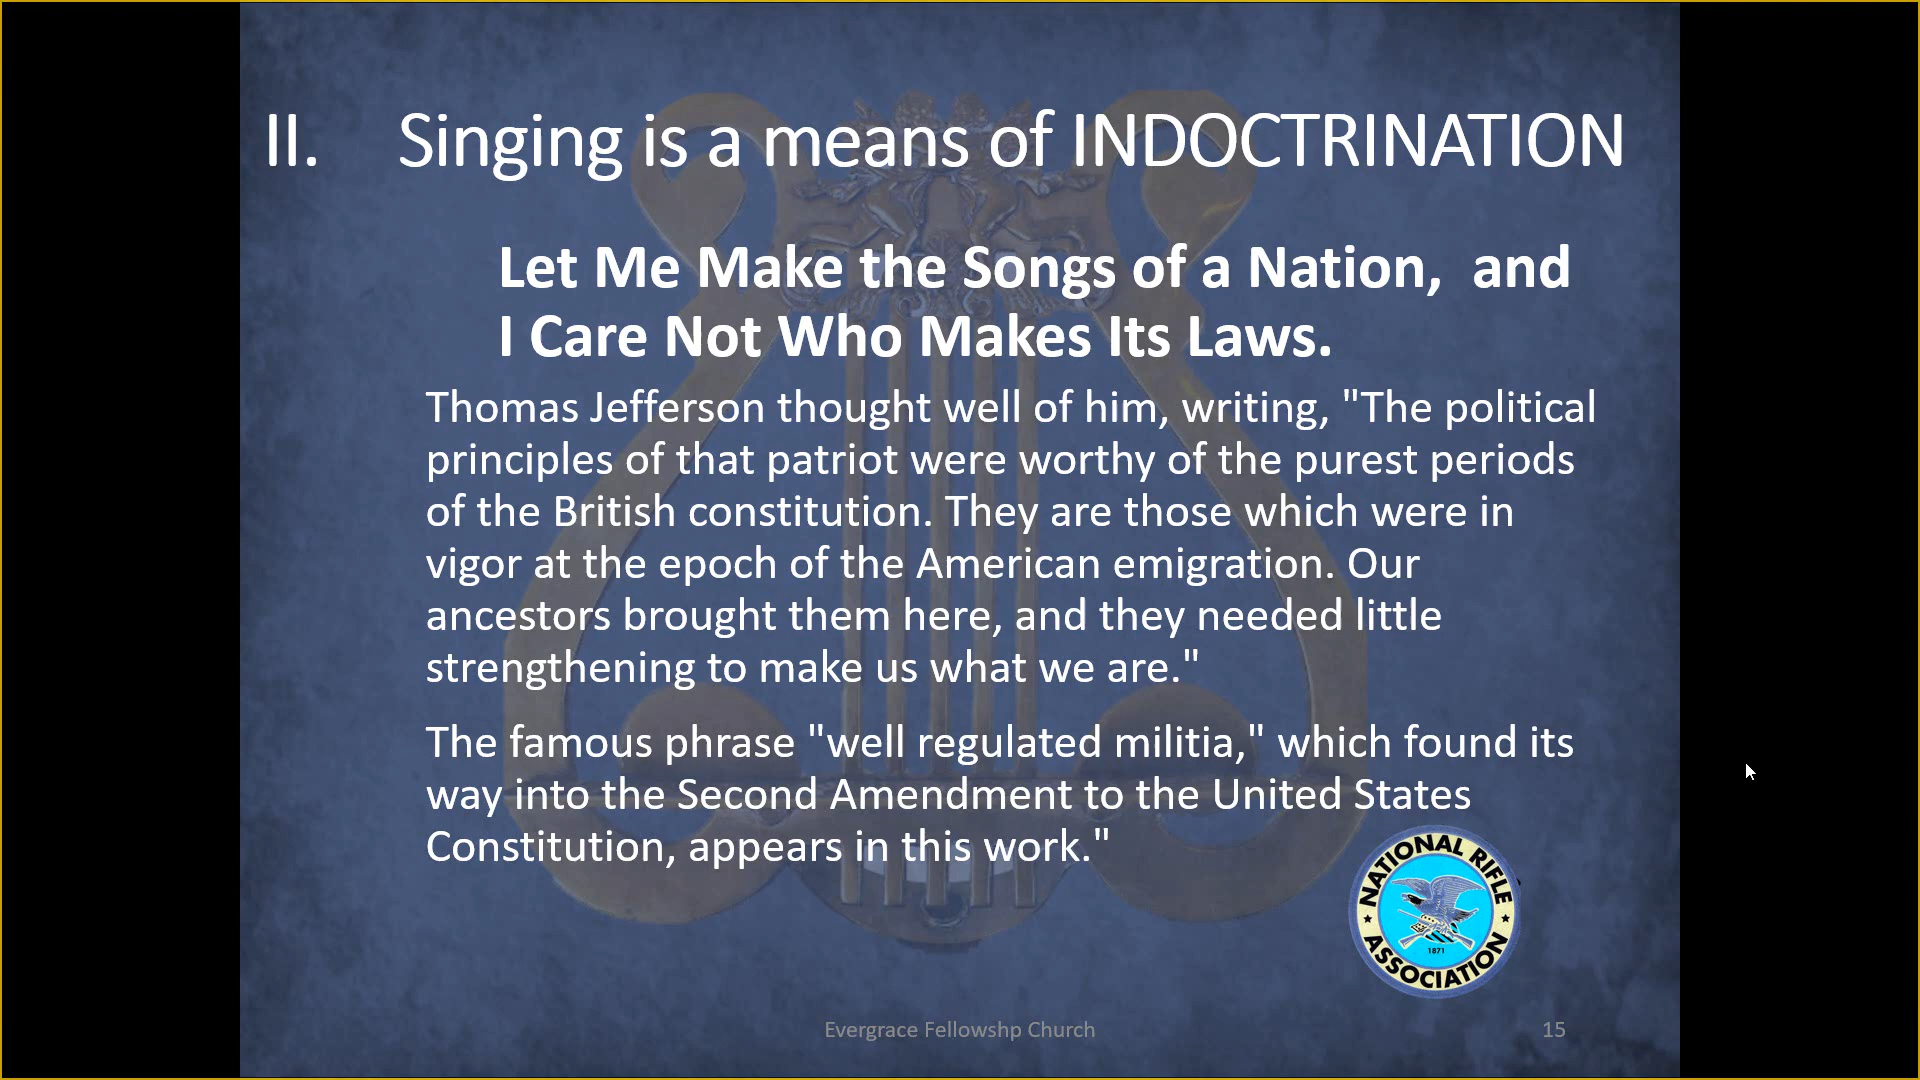 II. Singing is a means of INDOCTRINATION
Let Me Make the Songs of a Nation, and
I Care Not Who Makes Its Laws.
Thomas Jefferson thought well of him, writing, "The political
principles of that patriot were worthy of the purest periods
of the British constitution. They are those which were in
vigor at the epoch of the American emigration. Our
ancestors brought them here, and they needed little
strengthening to make us what we are."
The famous phrase "well regulated militia," which found its
way into the Second Amendment to the United States
Constitution, appears in this work."
NATIONAL RIFLE
ASSOCIATION
1871
Evergrace Fellowshp Church
15